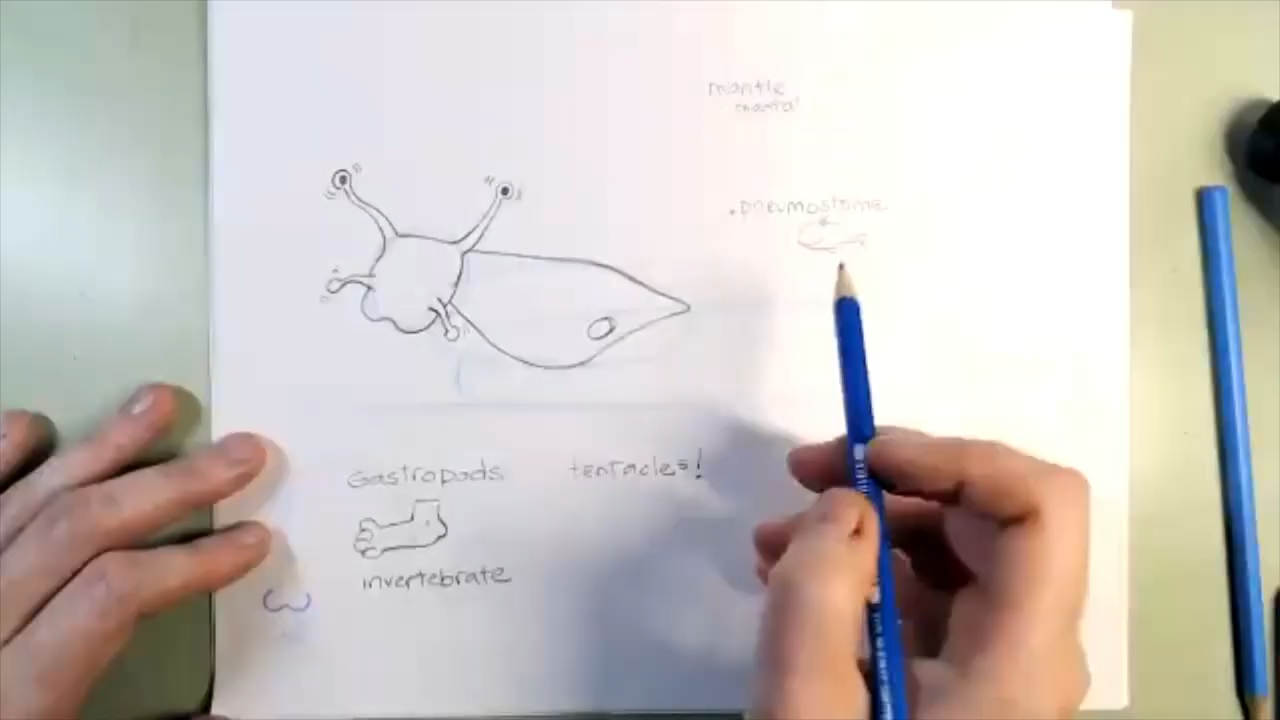 mantle
.pneumostome
Gastropods
tentacles!
invertebrate